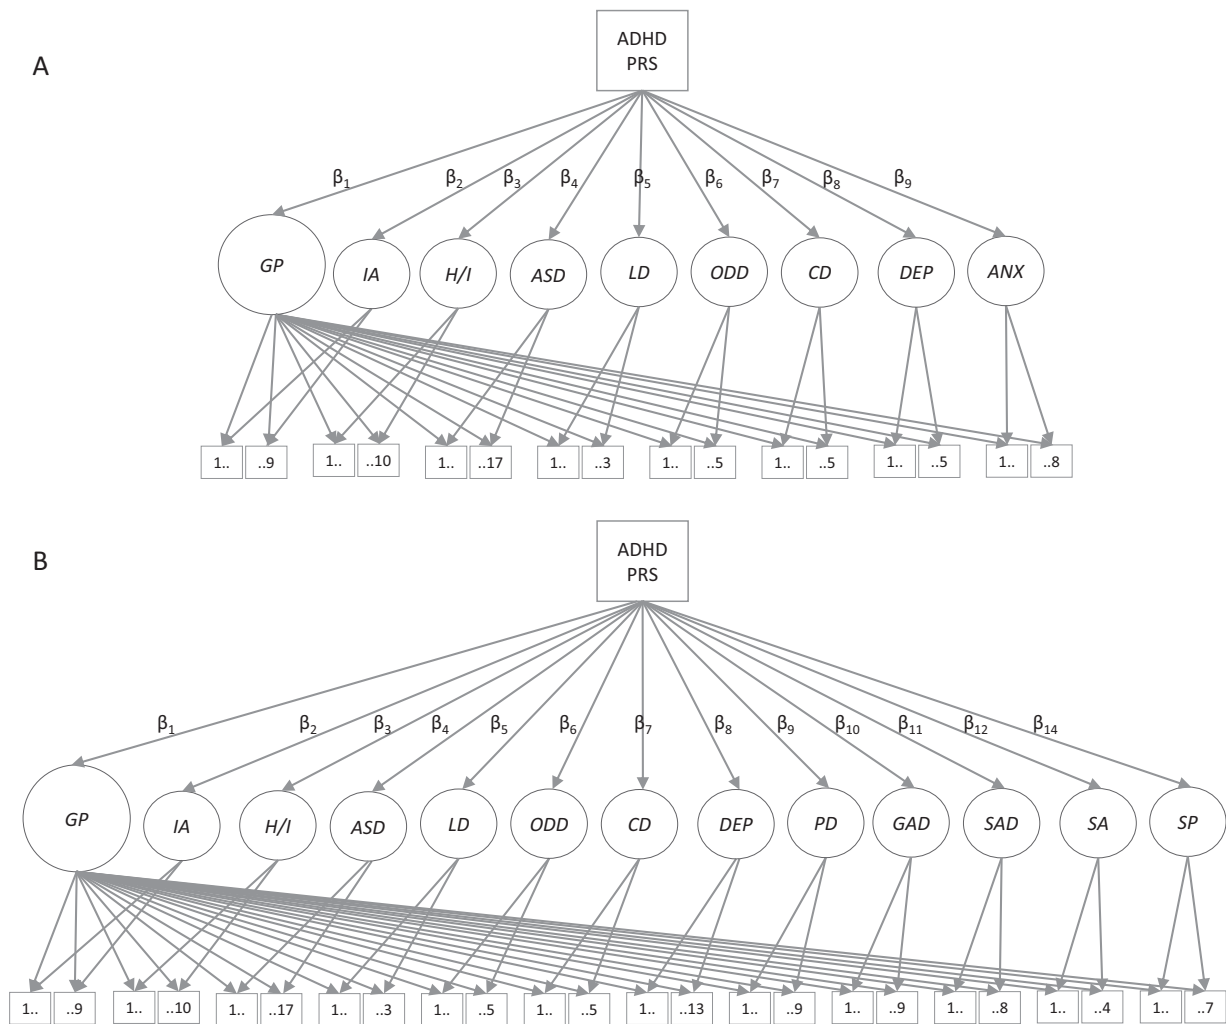 A
ADHD
PRS
β1 β2 β3 β4 β5 β6 β7 β8 β9
GP IA H/I ASD LD ODD CD DEP ANX
1.. ..9 1.. ..10 1.. ..17 1.. ..3 1.. ..5 1.. ..5 1.. ..5 1.. ..8
B
ADHD
PRS
β1 β2 β3 β4 β5 β6 β7 β8 β9 β10 β11 β12 β14
GP IA H/I ASD LD ODD CD DEP PD GAD SAD SA SP
1.. ..9 1.. ..10 1.. ..17 1.. ..3 1.. ..5 1.. ..5 1.. ..13 1.. ..9 1.. ..9 1.. ..8 1.. ..4 1.. ..7